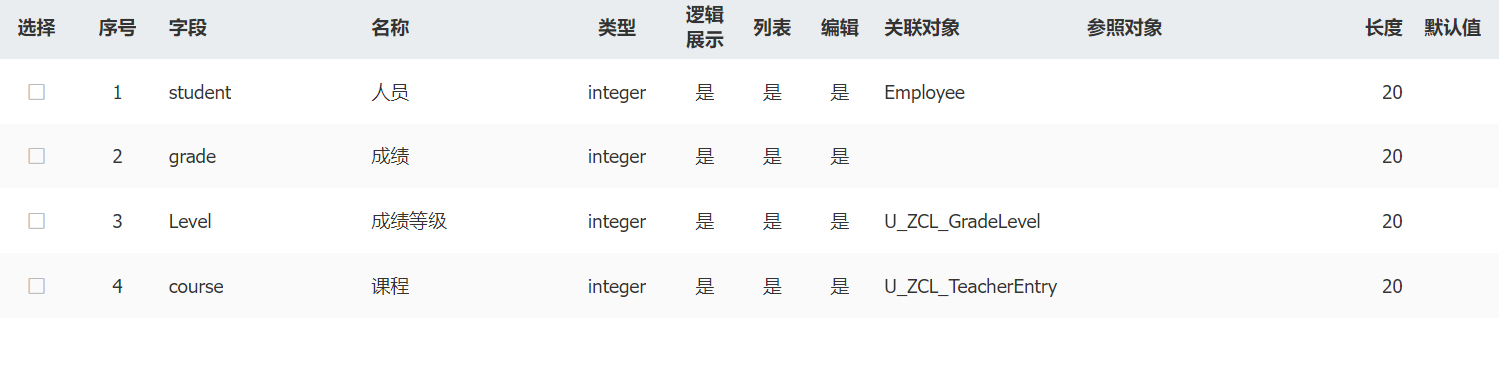 选择 序号 字段 名称 类型 逻辑展示 列表 编辑 关联对象 参照对象 长度 默认值
1 student 人员 integer 是 是 是 Employee 20
2 grade 成绩 integer 是 是 是 20
3 Level 成绩等级 integer 是 是 是 U_ZCL_GradeLevel 20
4 course 课程 integer 是 是 是 U_ZCL_TeacherEntry 20